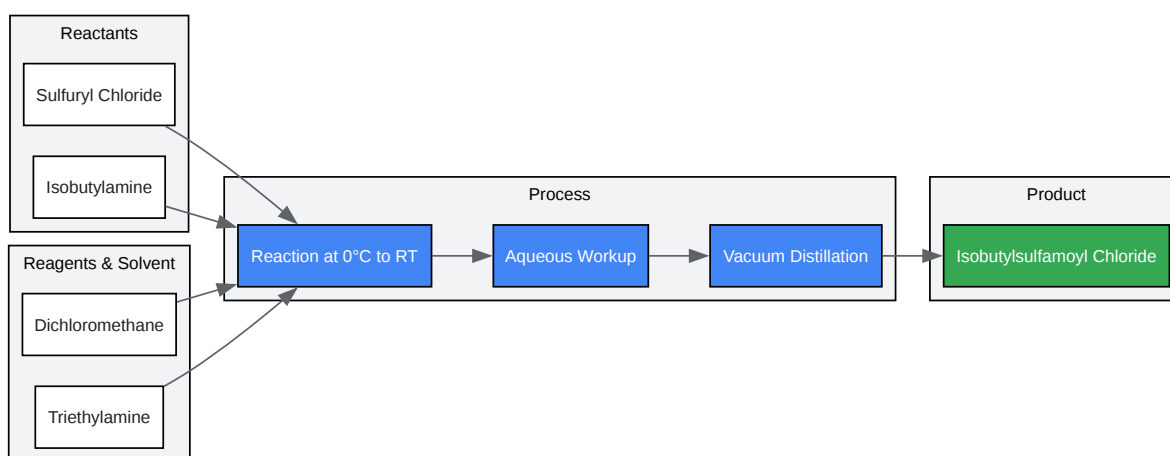 Reactants
Sulfuryl Chloride
Isobutylamine
Reagents & Solvent
Dichloromethane
Triethylamine
Process
Reaction at 0°C to RT
Aqueous Workup
Vacuum Distillation
Product
Isobutylsulfamoyl Chloride